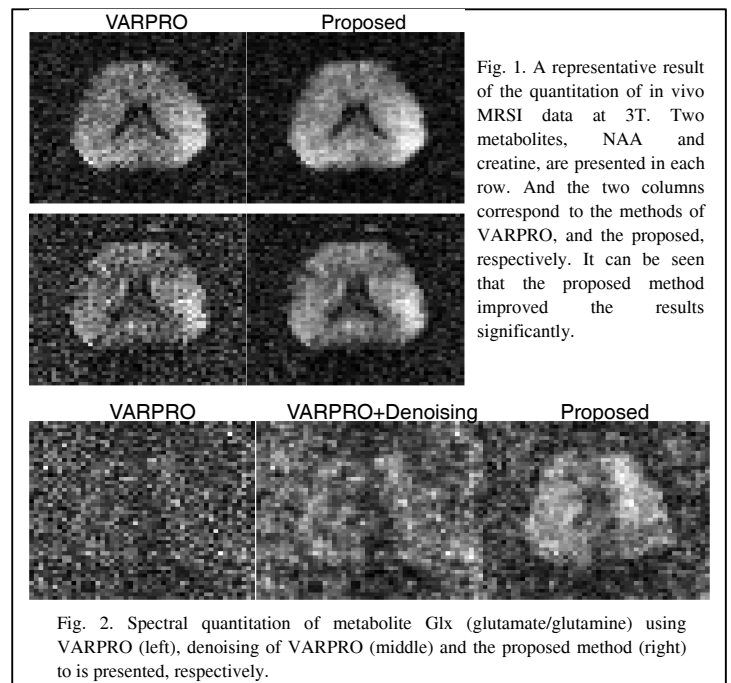 VARPRO Proposed
Fig. 1. A representative result
of the quantitation of in vivo
MRSI data at 3T. Two
metabolites, NAA and
creatine, are presented in each
row. And the two columns
correspond to the methods of
VARPRO, and the proposed,
respectively. It can be seen
that the proposed method
improved the results
significantly.
VARPRO VARPRO+Denoising Proposed
Fig. 2. Spectral quantitation of metabolite Glx (glutamate/glutamine) using
VARPRO (left), denoising of VARPRO (middle) and the proposed method (right)
to is presented, respectively.